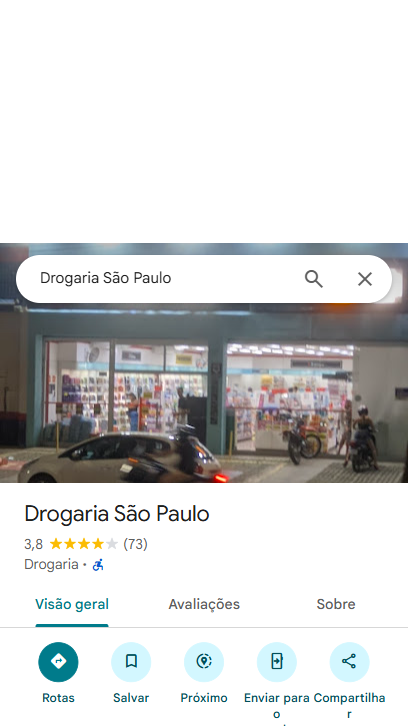 Drogaria São Paulo
Drogaria São Paulo
3,8 (73)
Drogaria ·
Visão geral Avaliações Sobre
Rotas Salvar Próximo Enviar para o Compartilhar